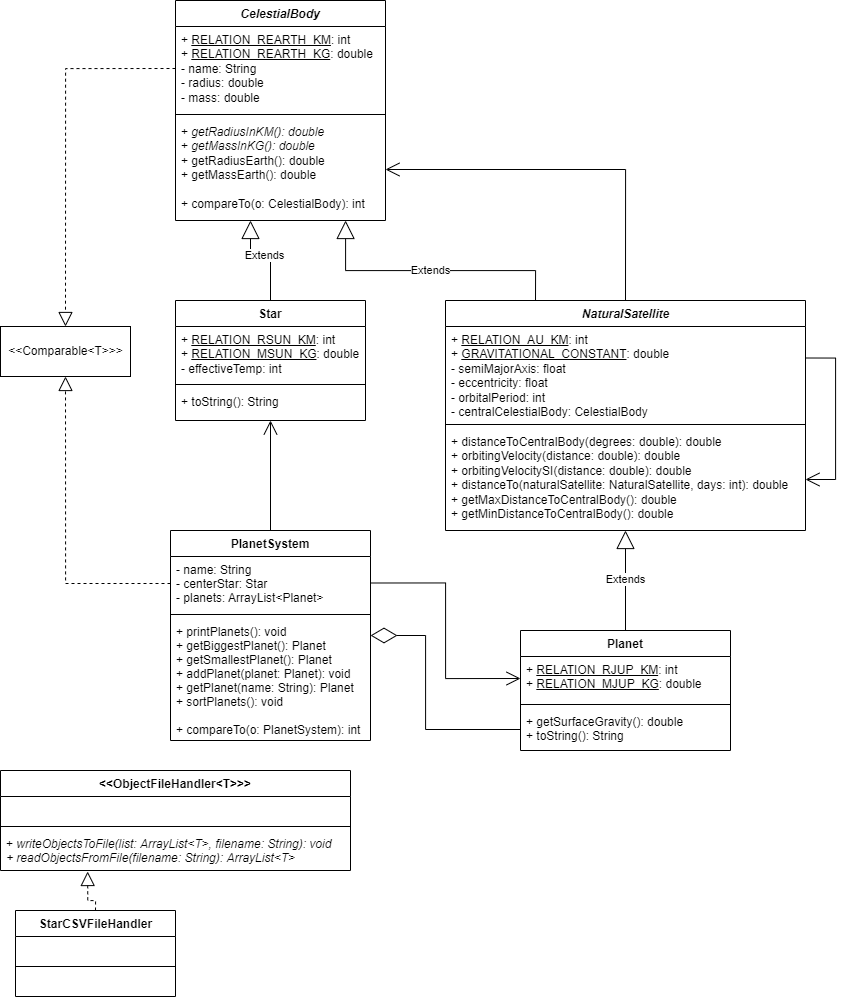 CelestialBody
+ RELATION_REARTH_KM: int
+ RELATION_REARTH_KG: double
- name: String
- radius: double
- mass: double
+ getRadiusInKM(): double
+ getMassInKG(): double
+ getRadiusEarth(): double
+ getMassEarth(): double
+ compareTo(o: CelestialBody): int
Extends
Extends
<<Comparable<T>>>
Star
+ RELATION_RSUN_KM: int
+ RELATION_MSUN_KG: double
- effectiveTemp: int
+ toString(): String
NaturalSatellite
+ RELATION_AU_KM: int
+ GRAVITATIONAL_CONSTANT: double
- semiMajorAxis: float
- eccentricity: float
- orbitalPeriod: int
- centralCelestialBody: CelestialBody
+ distanceToCentralBody(degrees: double): double
+ orbitingVelocity(distance: double): double
+ orbitingVelocitySI(distance: double): double
+ distanceTo(naturalSatellite: NaturalSatellite, days: int): double
+ getMaxDistanceToCentralBody(): double
+ getMinDistanceToCentralBody(): double
Extends
PlanetSystem
- name: String
- centerStar: Star
- planets: ArrayList<Planet>
+ printPlanets(): void
+ getBiggestPlanet(): Planet
+ getSmallestPlanet(): Planet
+ addPlanet(planet: Planet): void
+ getPlanet(name: String): Planet
+ sortPlanets(): void
+ compareTo(o: PlanetSystem): int
Planet
+ RELATION_RJUP_KM: int
+ RELATION_MJUP_KG: double
+ getSurfaceGravity(): double
+ toString(): String
<<ObjectFileHandler<T>>>
+ writeObjectsToFile(list: ArrayList<T>, filename: String): void
+ readObjectsFromFile(filename: String): ArrayList<T>
StarCSVFileHandler